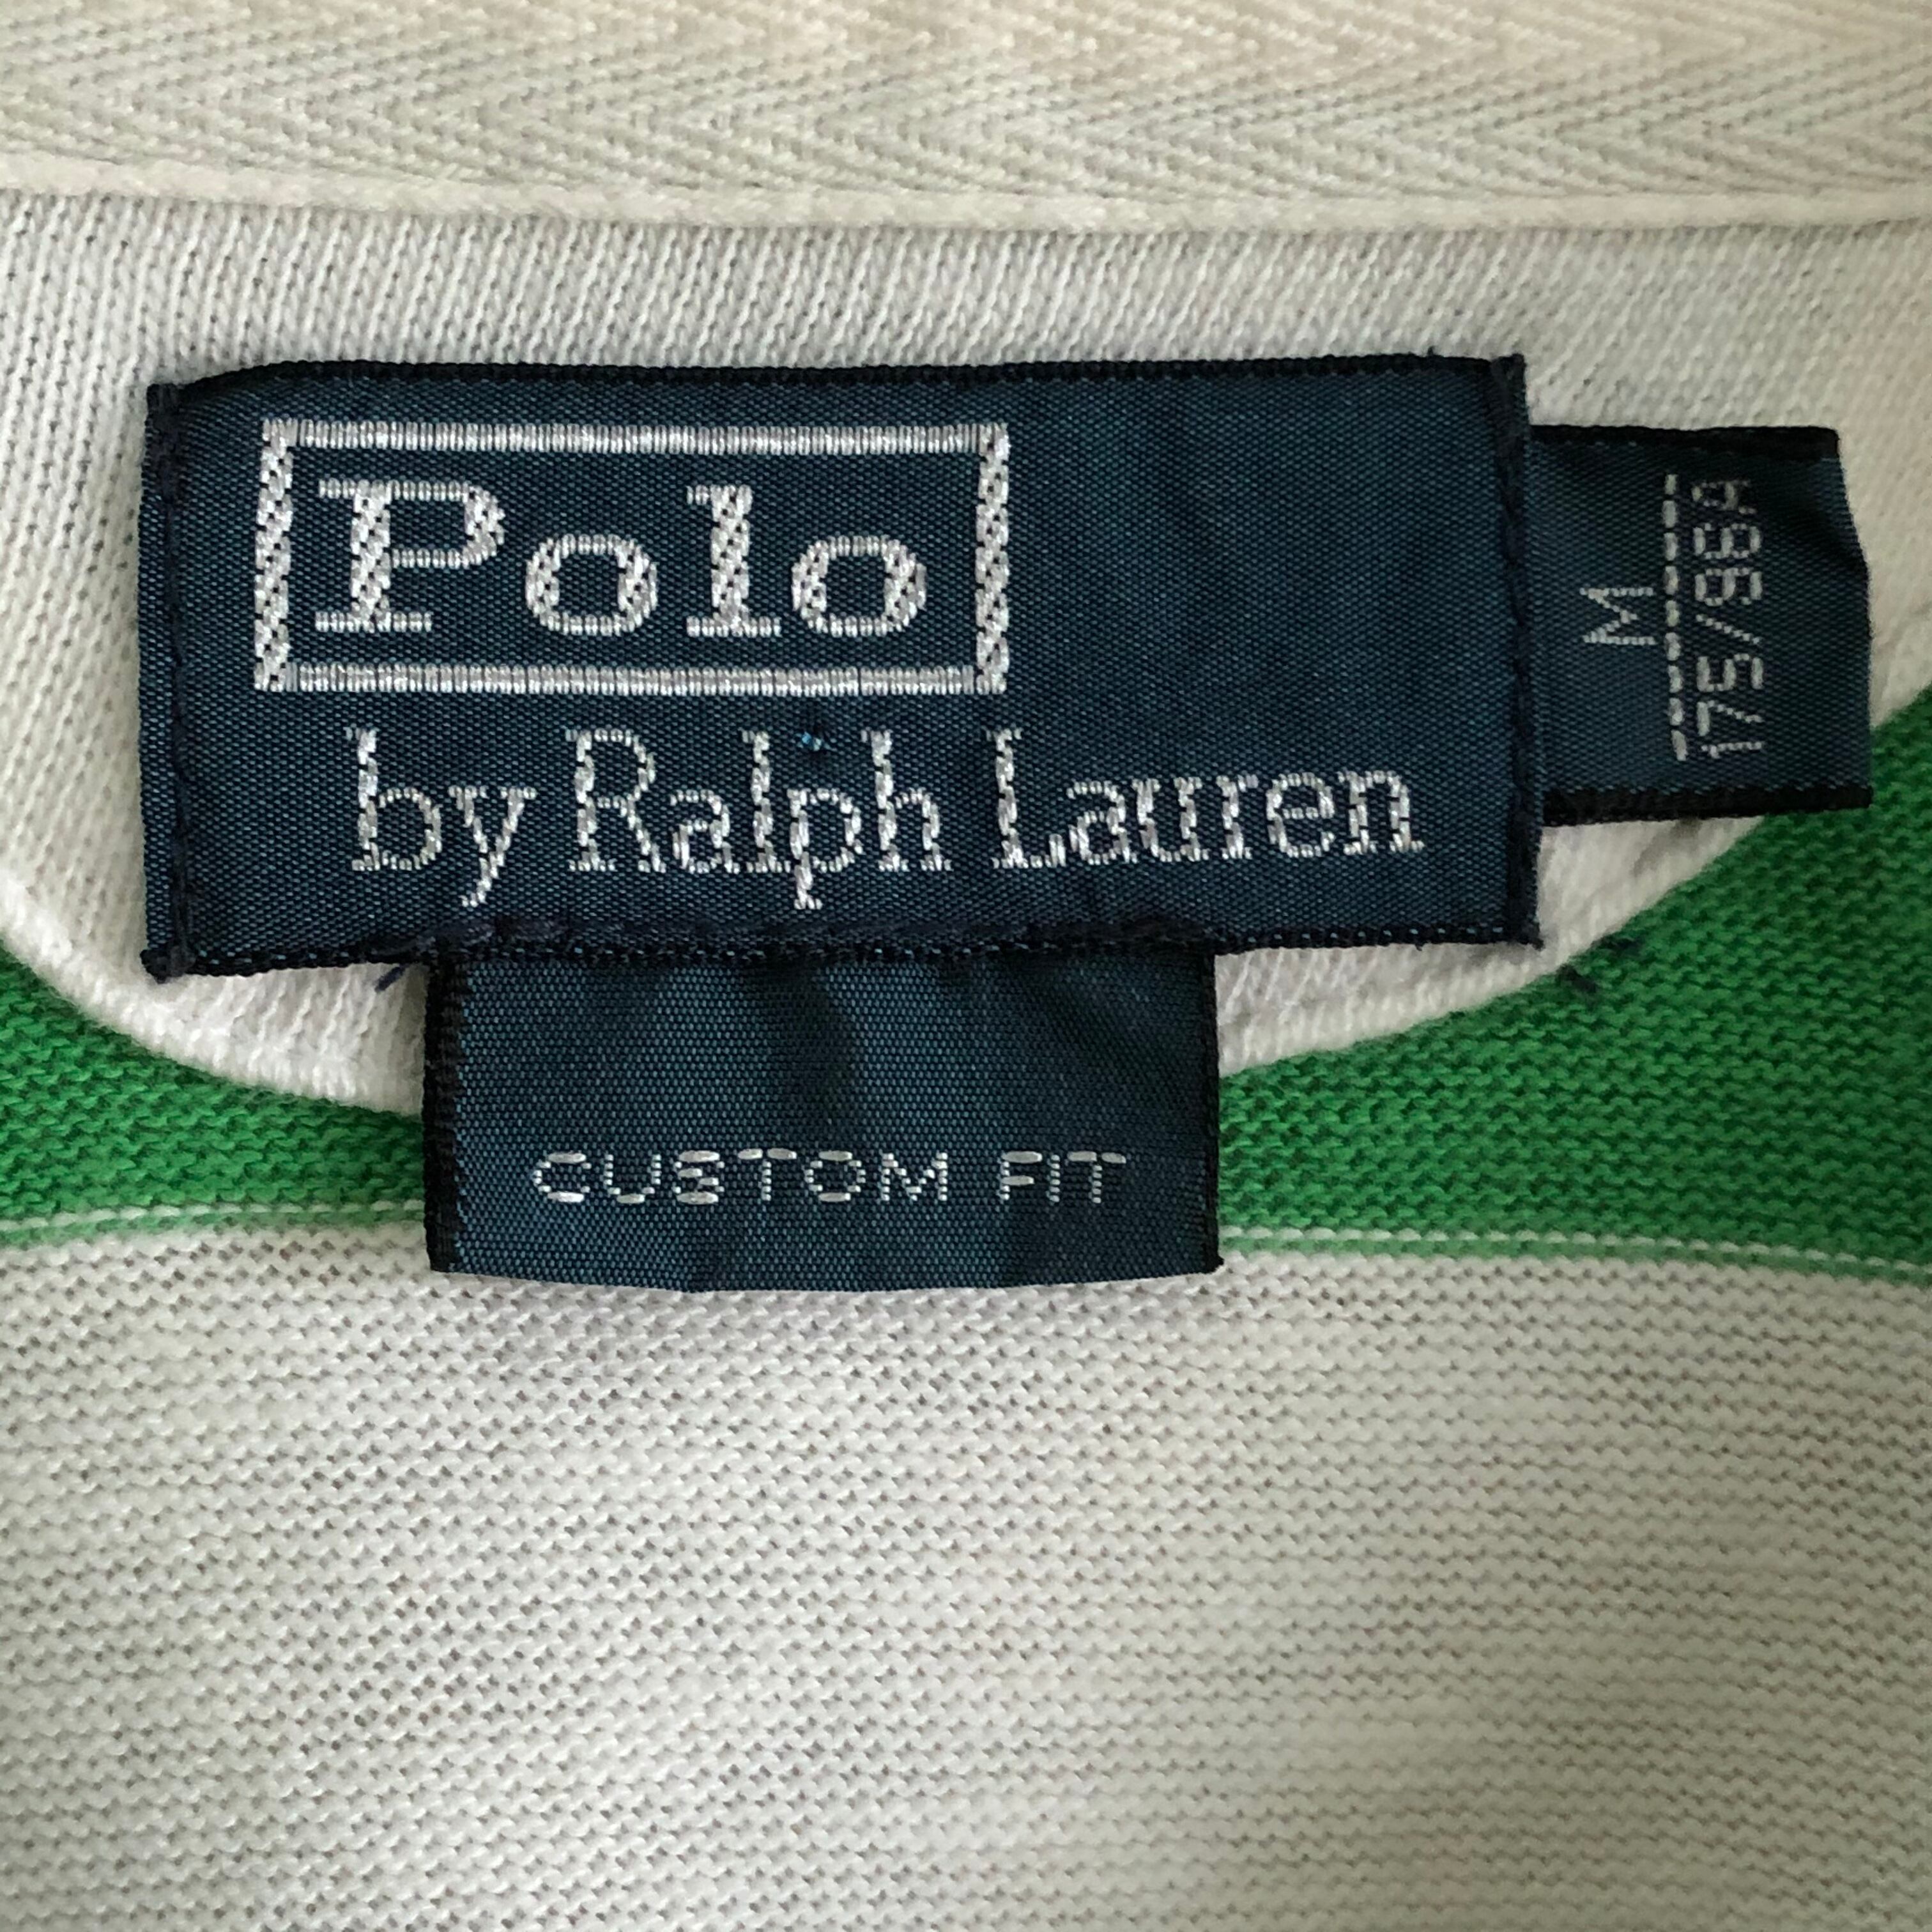 Polo
by Ralph Lauren
M
175/96A
CUSTOM FIT